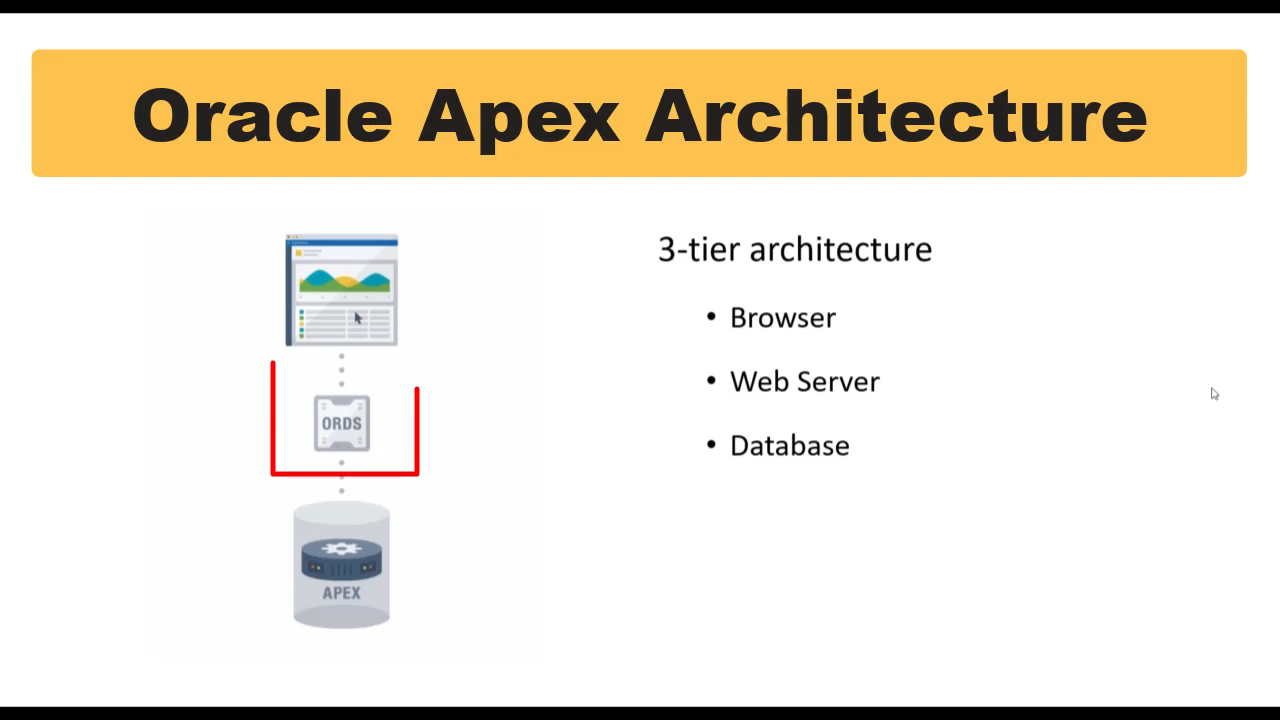 Oracle Apex Architecture
3-tier architecture
• Browser
• Web Server
• Database
ORDS
APEX